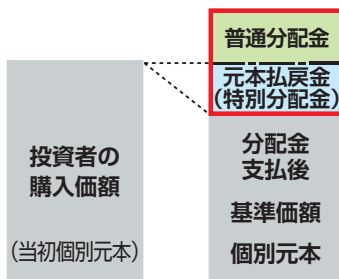 普通分配金
元本払戻金
（特別分配金）
投資者の
購入価額
（当初個別元本）
分配金
支払後
基準価額
個別元本